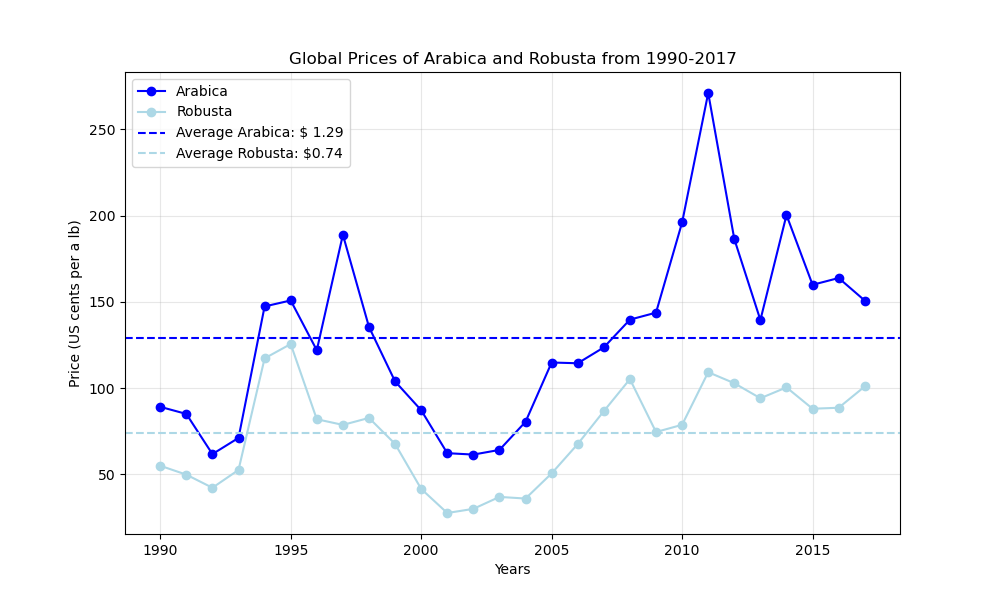 Global Prices of Arabica and Robusta from 1990-2017
Arabica
Robusta
Average Arabica: $ 1.29
Average Robusta: $0.74
Price (US cents per a lb)
250
200
150
100
50
1990
1995
2000
2005
2010
2015
Years